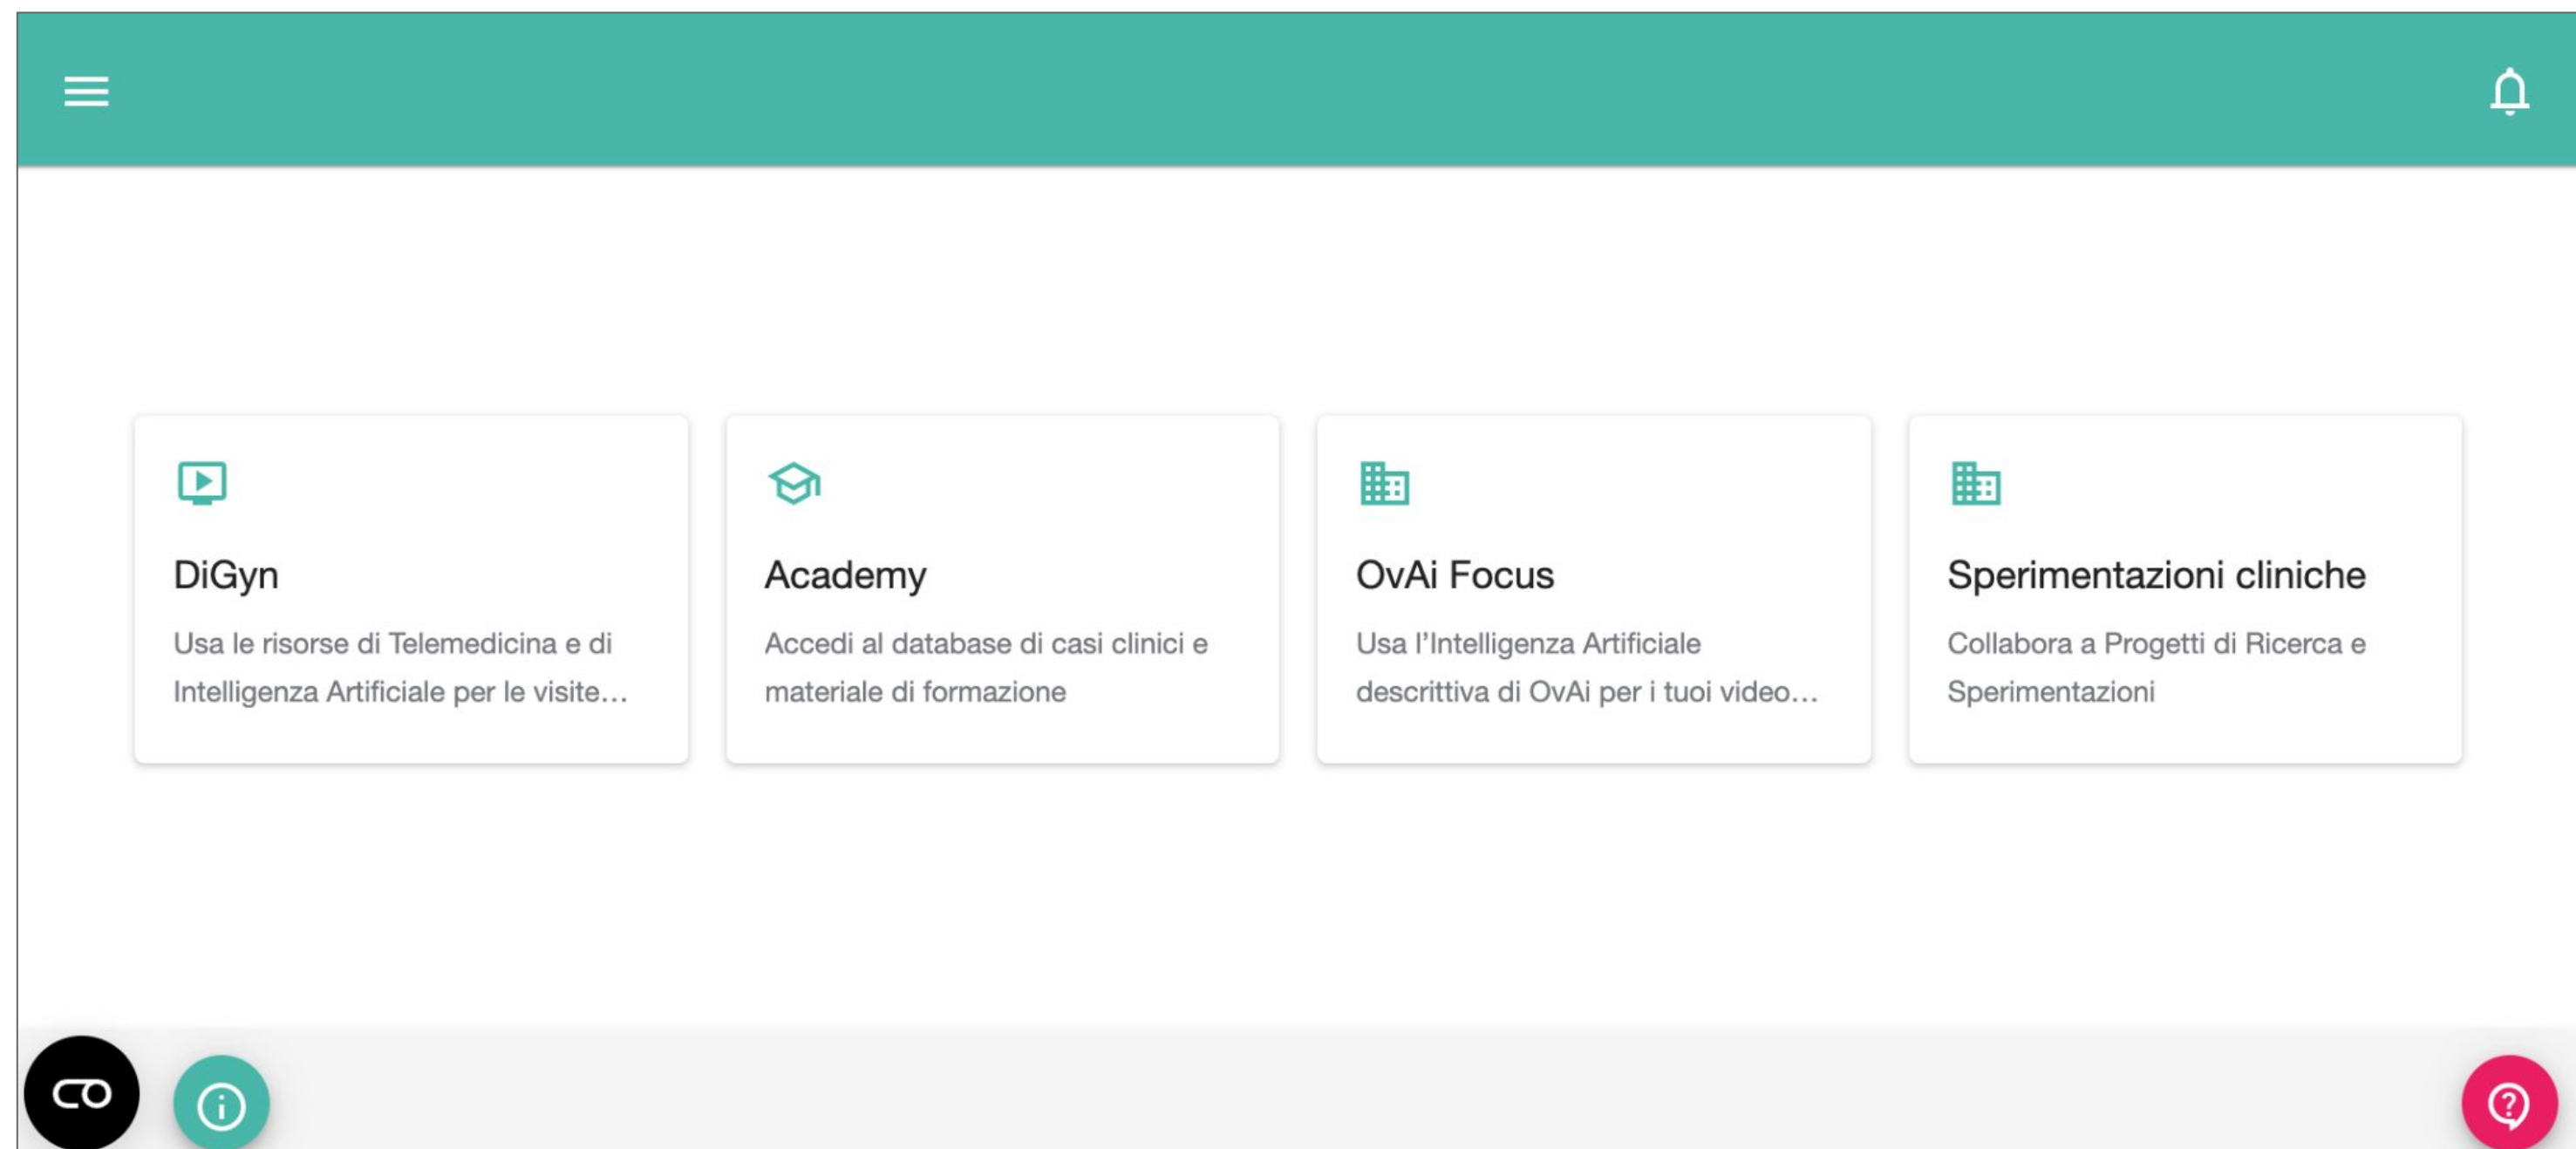 DiGyn
Usa le risorse di Telemedicina e di
Intelligenza Artificiale per le visite...
Academy
Accedi al database di casi clinici e
materiale di formazione
OvAi Focus
Usa l’Intelligenza Artificiale
descrittiva di OvAi per i tuoi video...
Sperimentazioni cliniche
Collabora a Progetti di Ricerca e
Sperimentazioni